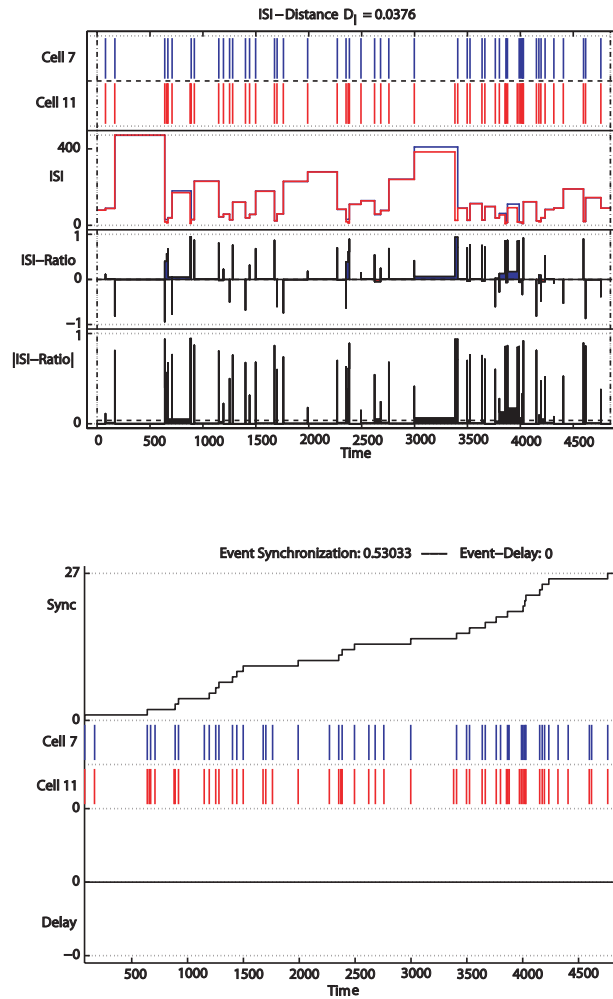 ISI−Distance D_I = 0.0376
Cell 7
Cell 11
400
ISI
0
1
ISI−Ratio
0
−1
1
|ISI−Ratio|
0
0 500 1000 1500 2000 2500 3000 3500 4000 4500
Time
Event Synchronization: 0.53033 —— Event−Delay: 0
27
Sync
0
Cell 7
Cell 11
0
0
Delay
−0
500 1000 1500 2000 2500 3000 3500 4000 4500
Time